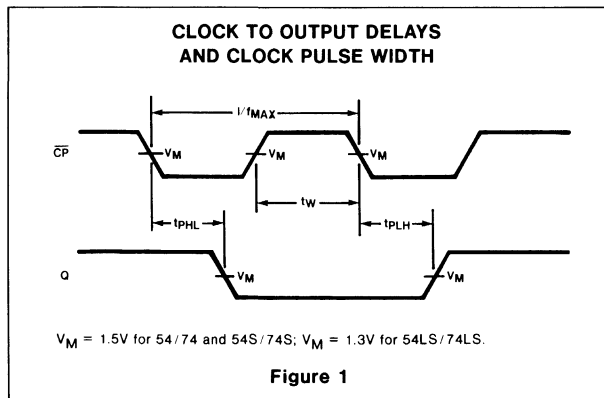 CLOCK TO OUTPUT DELAYS
AND CLOCK PULSE WIDTH
l/fMAX
CP VM VM VM
tW
tPHL tPLH
Q VM VM
VM = 1.5V for 54/74 and 54S/74S; VM = 1.3V for 54LS/74LS.
Figure 1